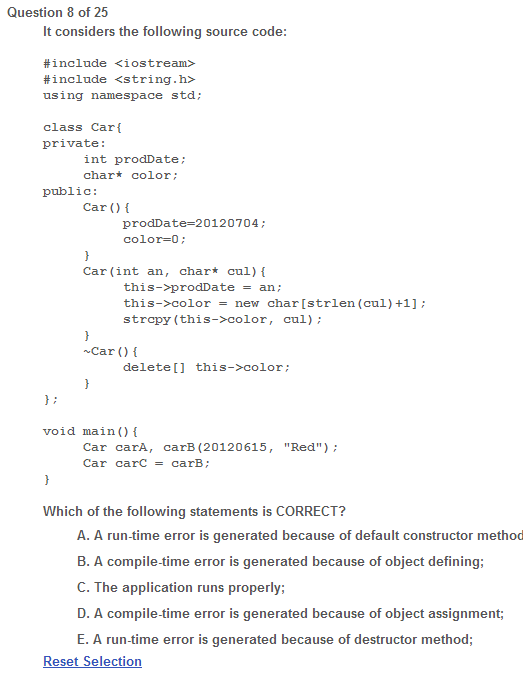 Question 8 of 25
It considers the following source code:
#include <iostream>
#include <string.h>
using namespace std;
class Car{
private:
int prodDate;
char* color;
public:
Car(){
prodDate=20120704;
color=0;
}
Car(int an, char* cul){
this->prodDate = an;
this->color = new char[strlen(cul)+1];
strcpy(this->color, cul);
}
~Car(){
delete[] this->color;
}
};
void main(){
Car carA, carB(20120615, "Red");
Car carC = carB;
}
Which of the following statements is CORRECT?
A. A run-time error is generated because of default constructor method
B. A compile-time error is generated because of object defining;
C. The application runs properly;
D. A compile-time error is generated because of object assignment;
E. A run-time error is generated because of destructor method;
Reset Selection